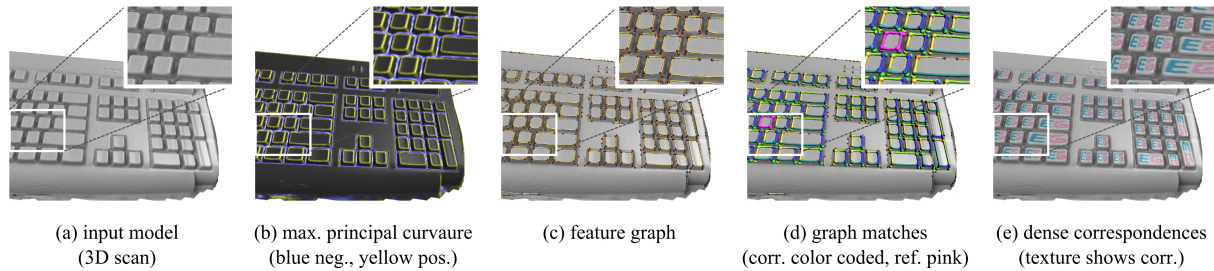 (a) input model
(3D scan)
(b) max. principal curvaure
(blue neg., yellow pos.)
(c) feature graph
(d) graph matches
(corr. color coded, ref. pink)
(e) dense correspondences
(texture shows corr.)